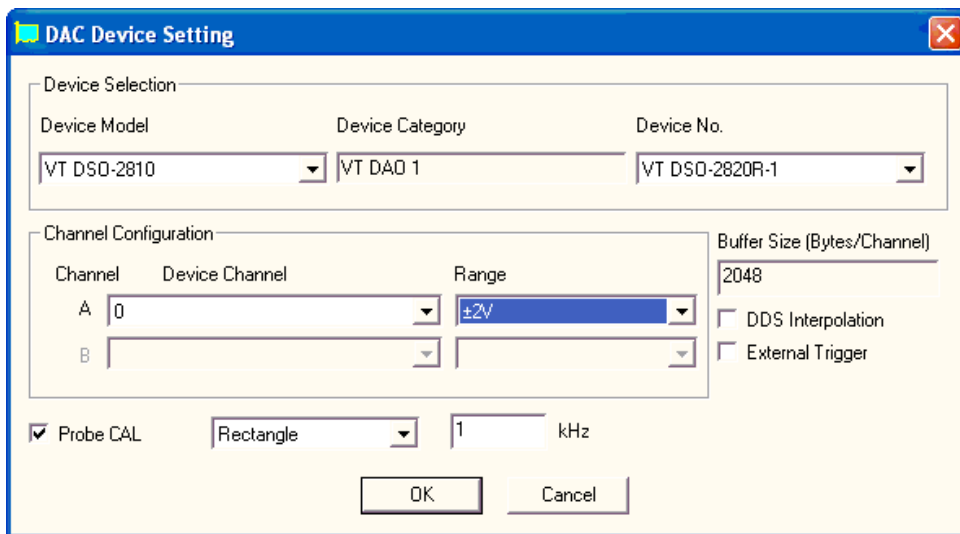 DAC Device Setting
Device Selection
Device Model Device Category Device No.
VT DSO-2810 VT DAO 1 VT DSO-2820R-1
Channel Configuration
Buffer Size (Bytes/Channel)
Channel Device Channel Range
2048
A 0 ±2V
DDS Interpolation
B
External Trigger
Probe CAL Rectangle 1 kHz
OK Cancel